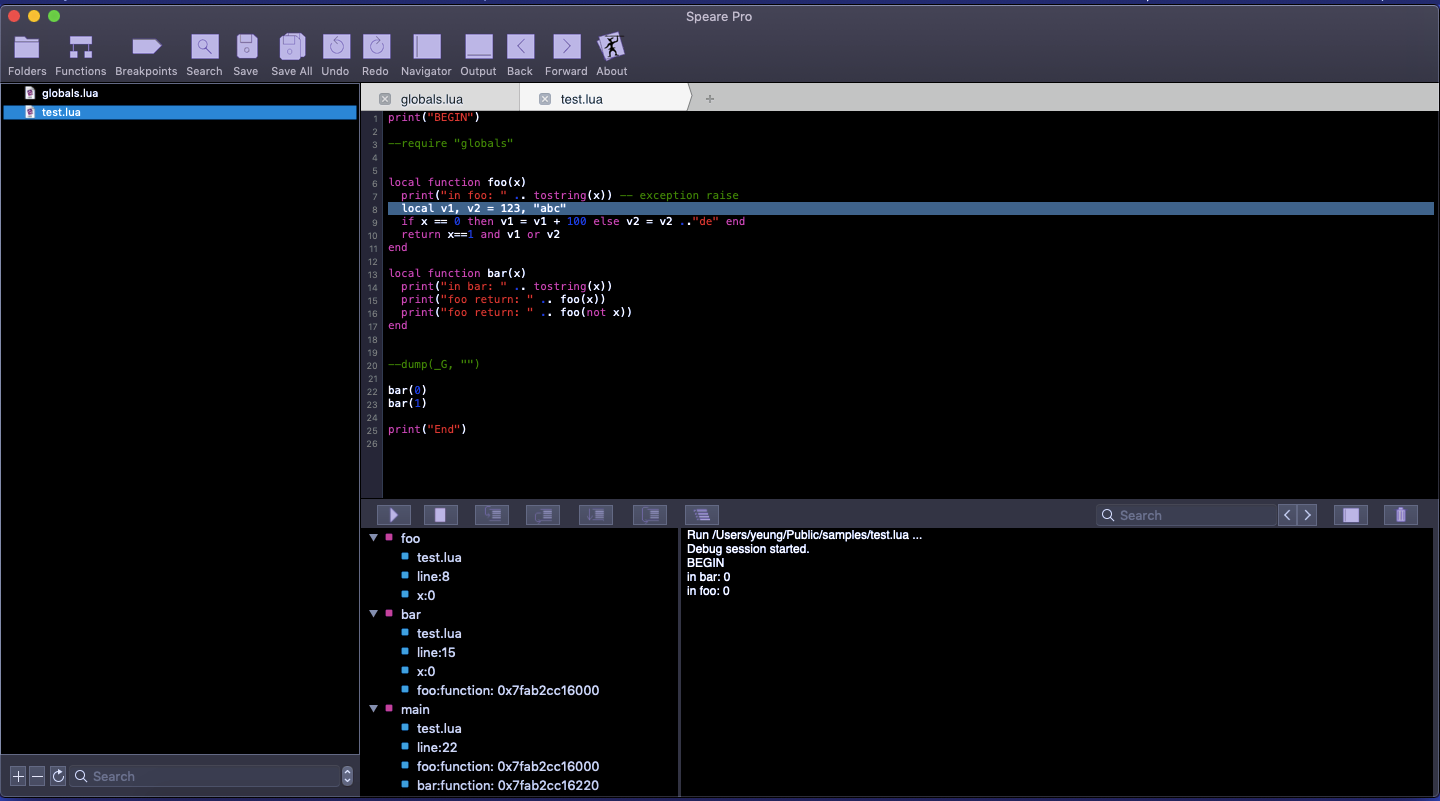 Speare Pro
Folders Functions Breakpoints Search Save Save All Undo Redo Navigator Output Back Forward About
globals.lua
test.lua
globals.lua test.lua +
1 print("BEGIN")
2
3 --require "globals"
4
5
6 local function foo(x)
7 print("in foo: " .. tostring(x)) -- exception raise
8 local v1, v2 = 123, "abc"
9 if x == 0 then v1 = v1 + 100 else v2 = v2 .."de" end
10 return x==1 and v1 or v2
11 end
12
13 local function bar(x)
14 print("in bar: " .. tostring(x))
15 print("foo return: " .. foo(x))
16 print("foo return: " .. foo(not x))
17 end
18
19
20 --dump(_G, "")
21
22 bar(0)
23 bar(1)
24
25 print("End")
26
Search
foo
test.lua
line:8
x:0
bar
test.lua
line:15
x:0
foo:function: 0x7fab2cc16000
main
test.lua
line:22
foo:function: 0x7fab2cc16000
bar:function: 0x7fab2cc16220
Run /Users/yeung/Public/samples/test.lua ...
Debug session started.
BEGIN
in bar: 0
in foo: 0
Search